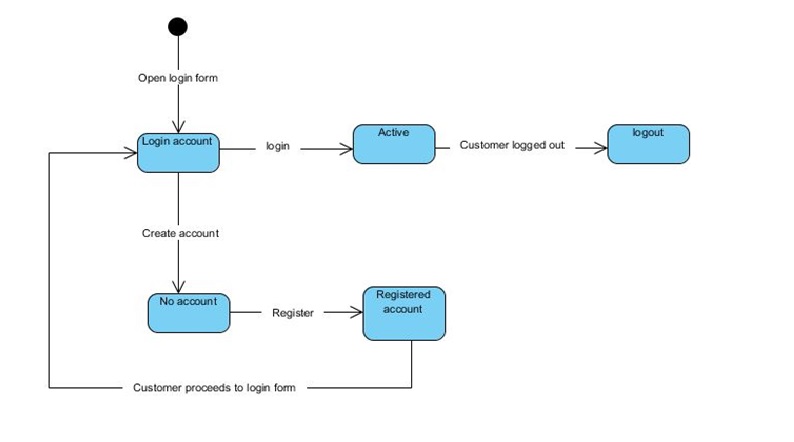 Open login form
Login account
login
Active
Customer logged out
logout
Create account
No account
Register
Registered
account
Customer proceeds to login form